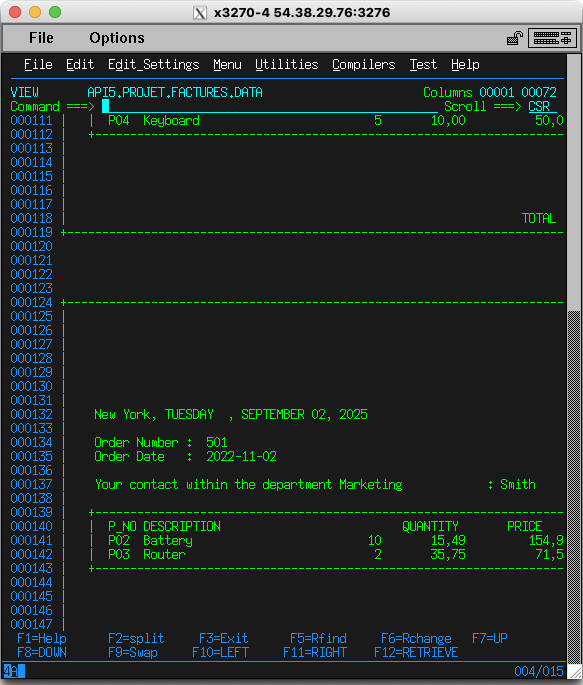 x3270-4 54.38.29.76:3276
File Options
File Edit Edit_Settings Menu Utilities Compilers Test Help
VIEW API5.PROJET.FACTURES.DATA Columns 00001 00072
Command ===> Scroll ===> CSR
000111 | | P04 Keyboard 5 10,00 50,0
000112 | +----------------------------------------------------------------
000113 |
000114 |
000115 |
000116 |
000117 |
000118 | TOTAL
000119 +--------------------------------------------------------------------
000120
000121
000122
000123
000124 +--------------------------------------------------------------------
000125 |
000126 |
000127 |
000128 |
000129 |
000130 |
000131 |
000132 | New York, TUESDAY , SEPTEMBER 02, 2025
000133 |
000134 | Order Number : 501
000135 | Order Date : 2022-11-02
000136 |
000137 | Your contact within the department Marketing : Smith
000138 |
000139 | +----------------------------------------------------------------
000140 | | P_NO DESCRIPTION QUANTITY PRICE
000141 | | P02 Battery 10 15,49 154,9
000142 | | P03 Router 2 35,75 71,5
000143 | +----------------------------------------------------------------
000144 |
000145 |
000146 |
000147 |
F1=Help F2=split F3=Exit F5=Rfind F6=Rchange F7=UP
F8=DOWN F9=Swap F10=LEFT F11=RIGHT F12=RETRIEVE
4A 004/015